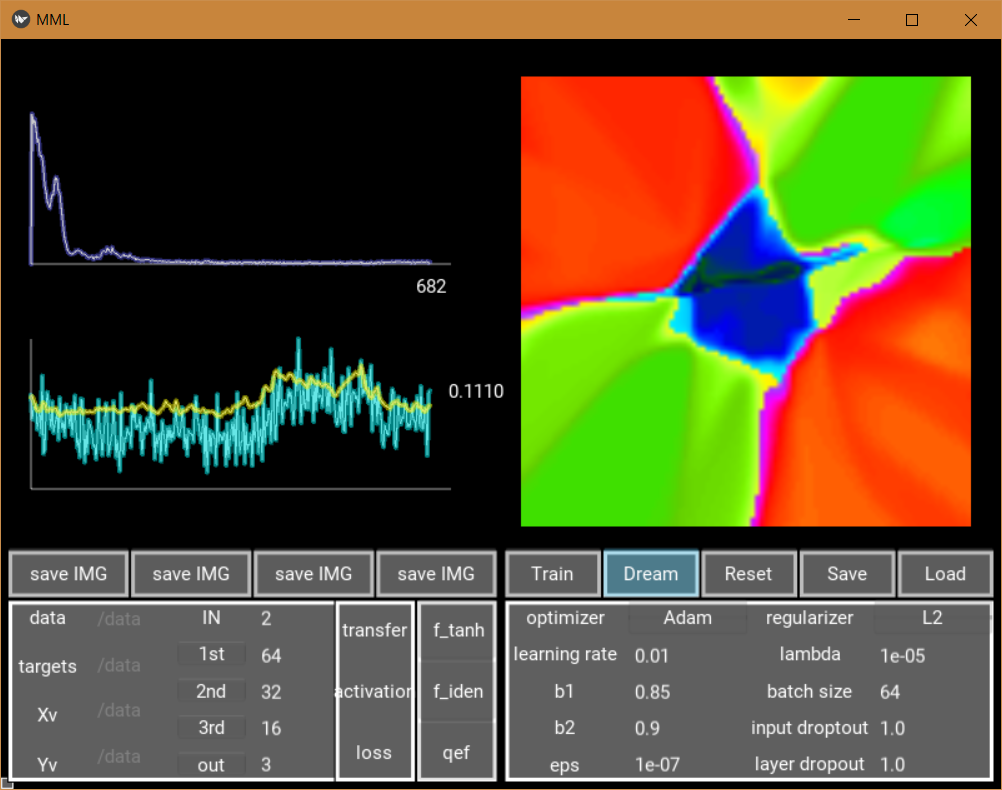 MML
682
0.1110
save IMG save IMG save IMG save IMG Train Dream Reset Save Load
data /data IN 2
targets /data 1st 64
Xv /data 2nd 32
Yv /data 3rd 16
out 3
transfer f_tanh
activation f_iden
loss qef
optimizer Adam regularizer L2
learning rate 0.01 lambda 1e-05
b1 0.85 batch size 64
b2 0.9 input droptout 1.0
eps 1e-07 layer dropout 1.0